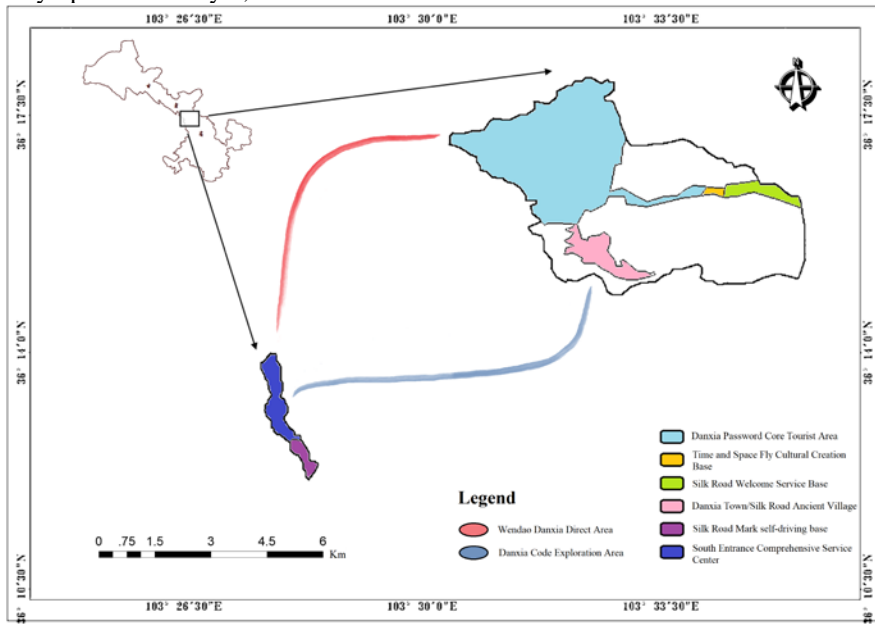 103° 26'30"E
103° 30'0"E
103° 33'30"E
36° 17'30"N
36° 17'30"N
36° 14'0"N
36° 14'0"N
36° 10'30"N
36° 10'30"N
Danxia Password Core Tourist Area
Time and Space Fly Cultural Creation
Base
Silk Road Welcome Service Base
Danxia Town/Silk Road Ancient Village
Silk Road Mark self-driving base
South Entrance Comprehensive Service
Center
Legend
Wendao Danxia Direct Area
Danxia Code Exploration Area
0 .75 1.5 3 4.5 6
Km
103° 26'30"E
103° 30'0"E
103° 33'30"E